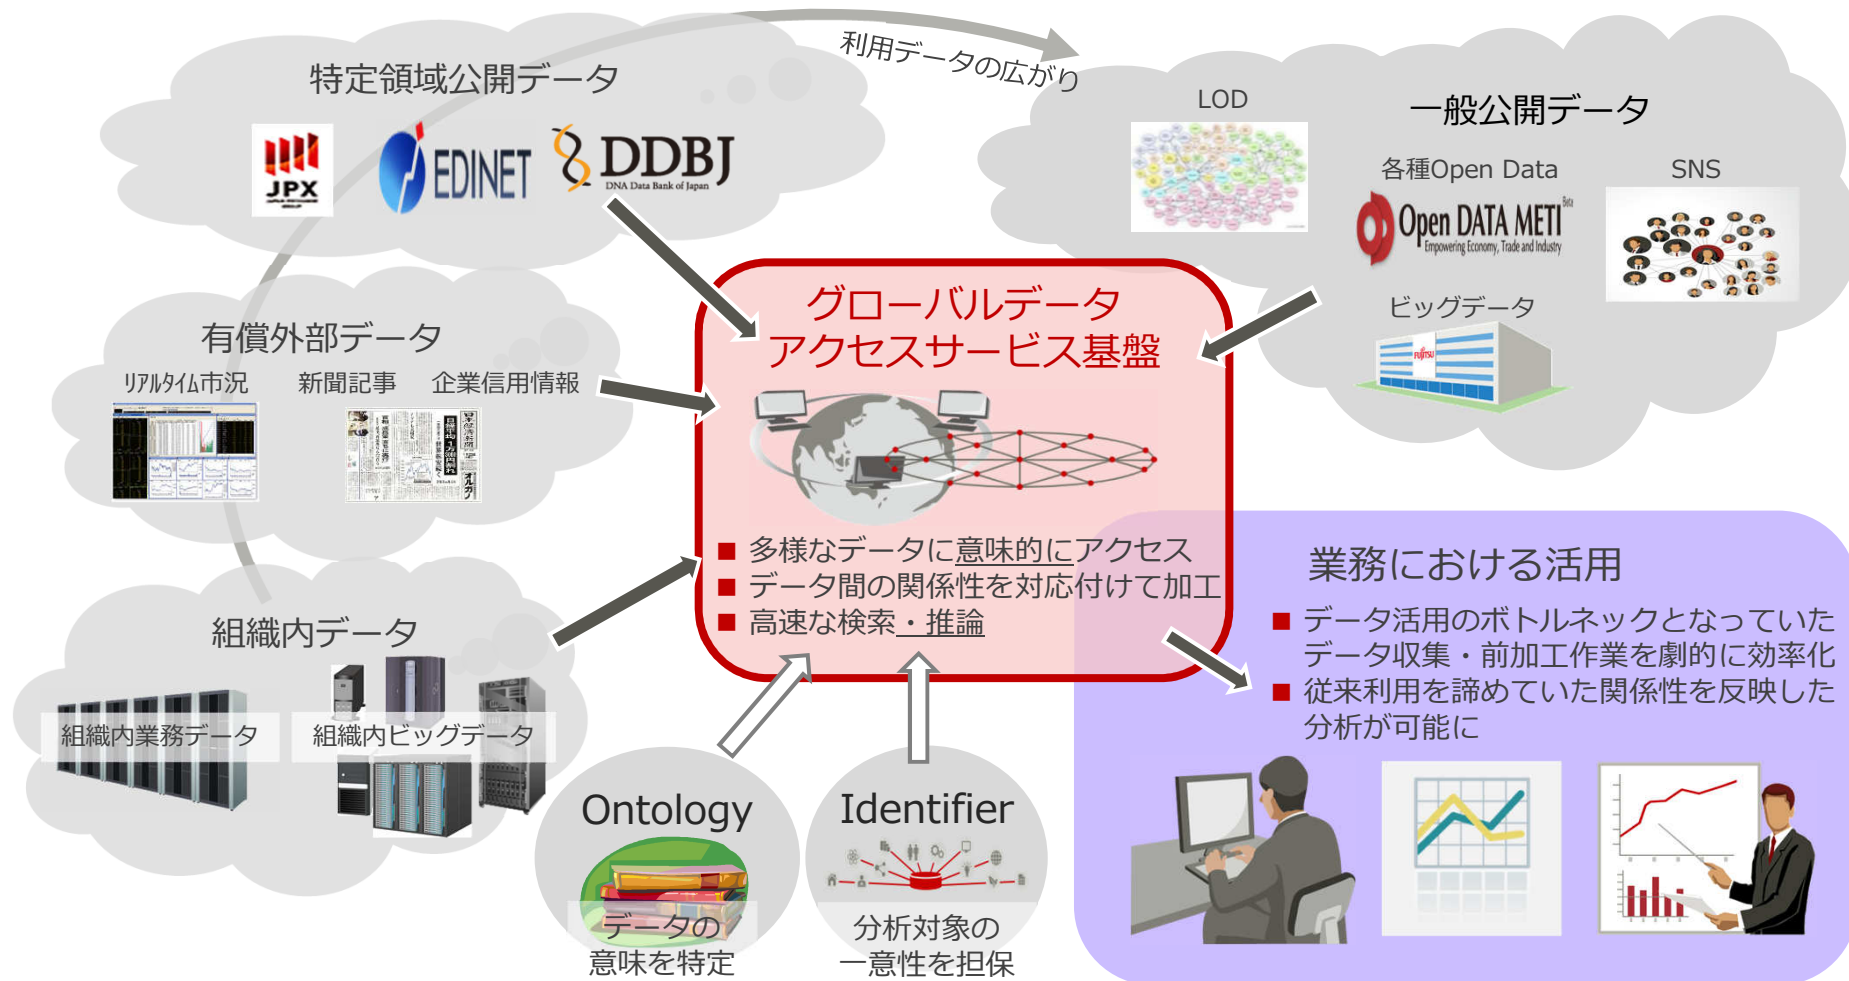 特定領域公開データ
JPX
EDINET
DDBJ
DNA Data Bank of Japan
利用データの広がり
LOD
一般公開データ
各種Open Data
SNS
Open DATA METI
Beta
Empowering Economy, Trade and Industry
ビッグデータ
FUJITSU
有償外部データ
ﾘｱﾙﾀｲﾑ市況
新聞記事
企業信用情報
グローバルデータ
アクセスサービス基盤
■ 多様なデータに意味的にアクセス
■ データ間の関係性を対応付けて加工
■ 高速な検索・推論
組織内データ
組織内業務データ
組織内ビッグデータ
Ontology
データの
意味を特定
Identifier
分析対象の
一意性を担保
業務における活用
■ データ活用のボトルネックとなっていた
データ収集・前加工作業を劇的に効率化
■ 従来利用を諦めていた関係性を反映した
分析が可能に